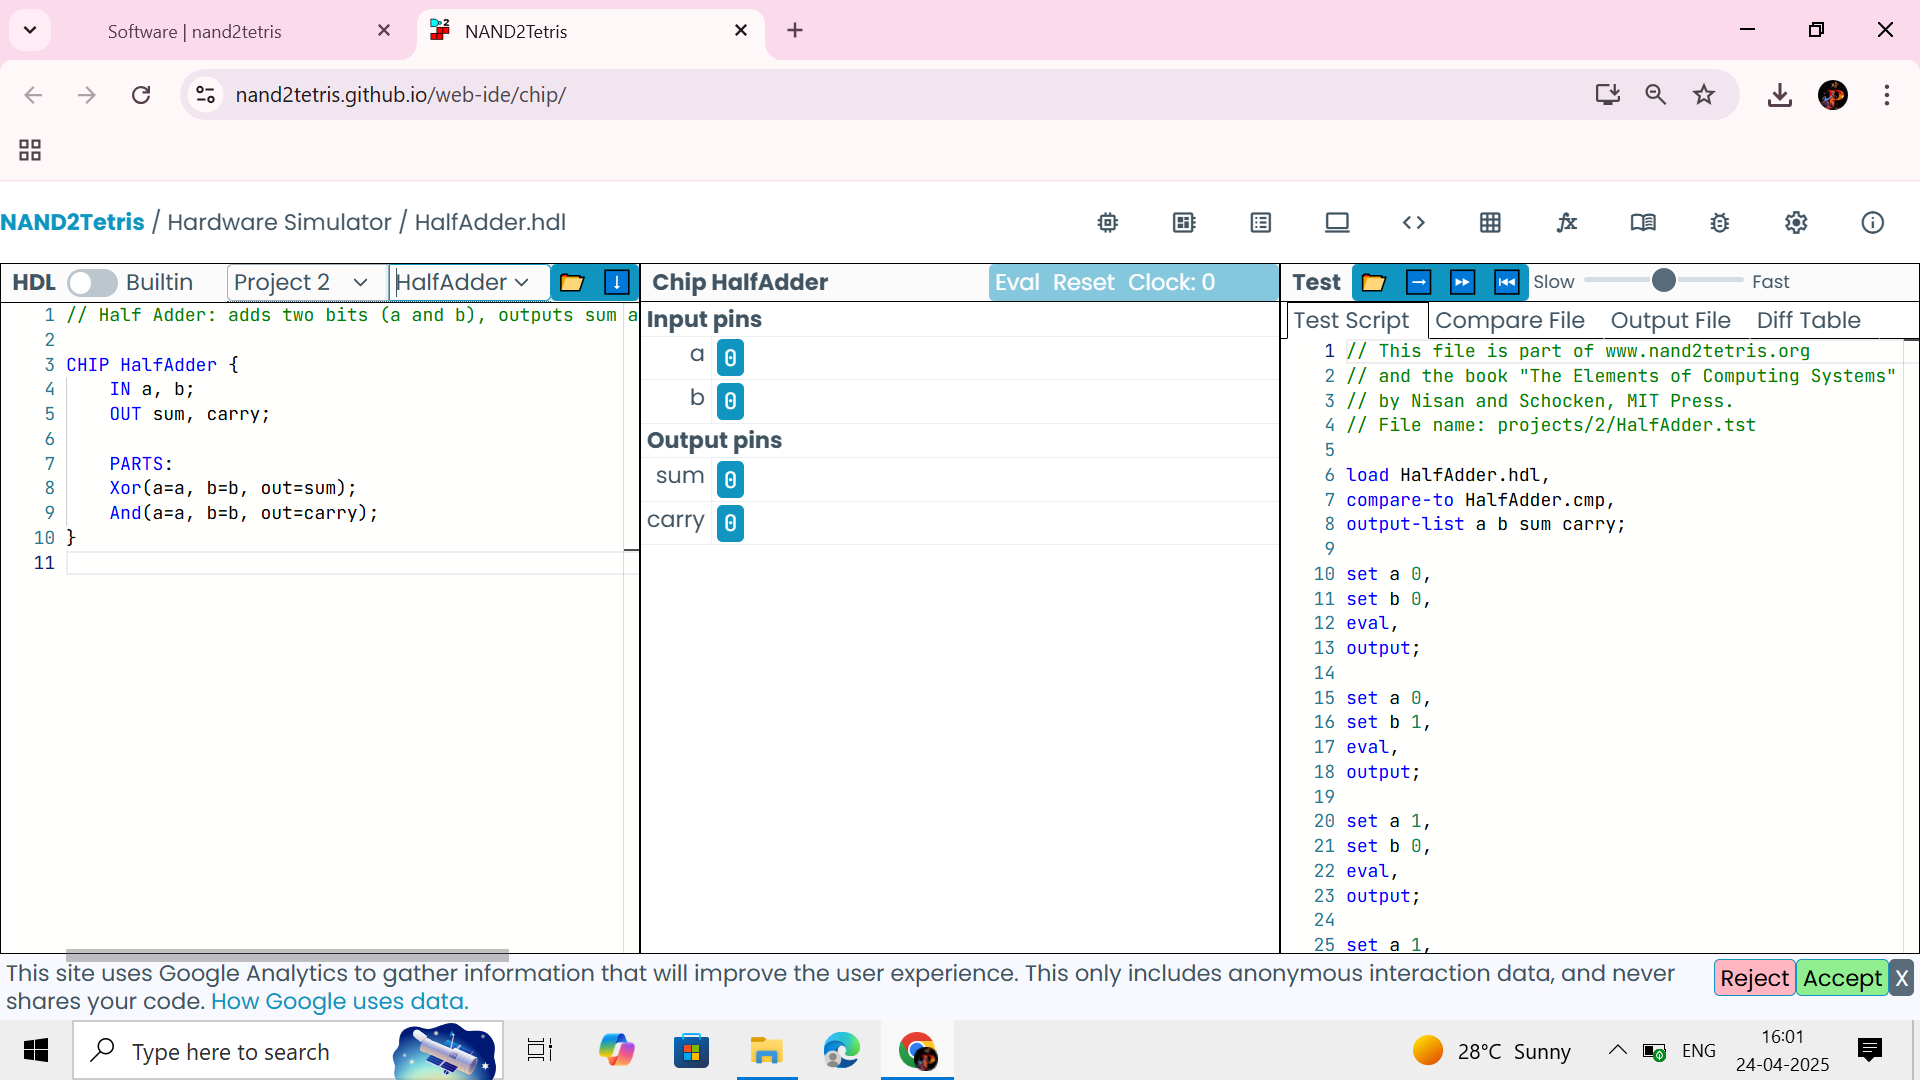 Software | nand2tetris
NAND2Tetris
nand2tetris.github.io/web-ide/chip/
NAND2Tetris / Hardware Simulator / HalfAdder.hdl
HDL Builtin Project 2 HalfAdder
1 // Half Adder: adds two bits (a and b), outputs sum a
2
3 CHIP HalfAdder {
4 IN a, b;
5 OUT sum, carry;
6
7 PARTS:
8 Xor(a=a, b=b, out=sum);
9 And(a=a, b=b, out=carry);
10 }
11
Chip HalfAdder Eval Reset Clock: 0
Input pins
a 0
b 0
Output pins
sum 0
carry 0
Test Slow Fast
Test Script Compare File Output File Diff Table
1 // This file is part of www.nand2tetris.org
2 // and the book "The Elements of Computing Systems"
3 // by Nisan and Schocken, MIT Press.
4 // File name: projects/2/HalfAdder.tst
5
6 load HalfAdder.hdl,
7 compare-to HalfAdder.cmp,
8 output-list a b sum carry;
9
10 set a 0,
11 set b 0,
12 eval,
13 output;
14
15 set a 0,
16 set b 1,
17 eval,
18 output;
19
20 set a 1,
21 set b 0,
22 eval,
23 output;
24
25 set a 1,
This site uses Google Analytics to gather information that will improve the user experience. This only includes anonymous interaction data, and never
shares your code. How Google uses data.
Reject Accept X
Type here to search
28°C Sunny
ENG
16:01
24-04-2025